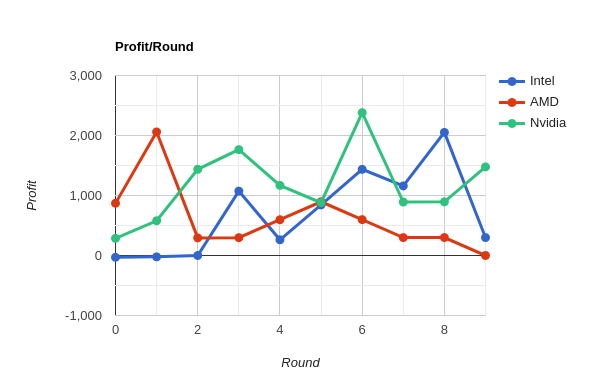 Profit/Round
3,000
2,000
1,000
0
-1,000
Profit
0
2
4
6
8
Round
Intel
AMD
Nvidia